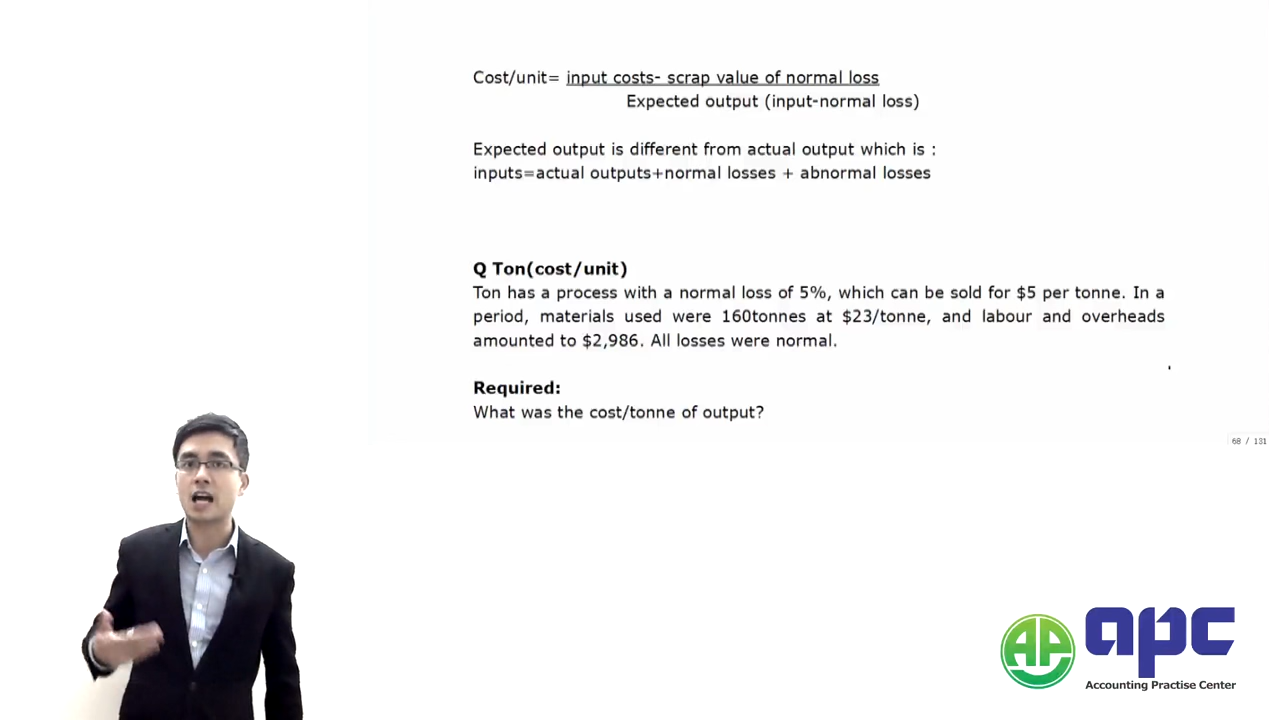 Cost/unit= input costs- scrap value of normal loss
Expected output (input-normal loss)
Expected output is different from actual output which is :
inputs=actual outputs+normal losses + abnormal losses
Q Ton(cost/unit)
Ton has a process with a normal loss of 5%, which can be sold for $5 per tonne. In a
period, materials used were 160tonnes at $23/tonne, and labour and overheads
amounted to $2,986. All losses were normal.
Required:
What was the cost/tonne of output?
68 / 131
AP
apc
Accounting Practise Center